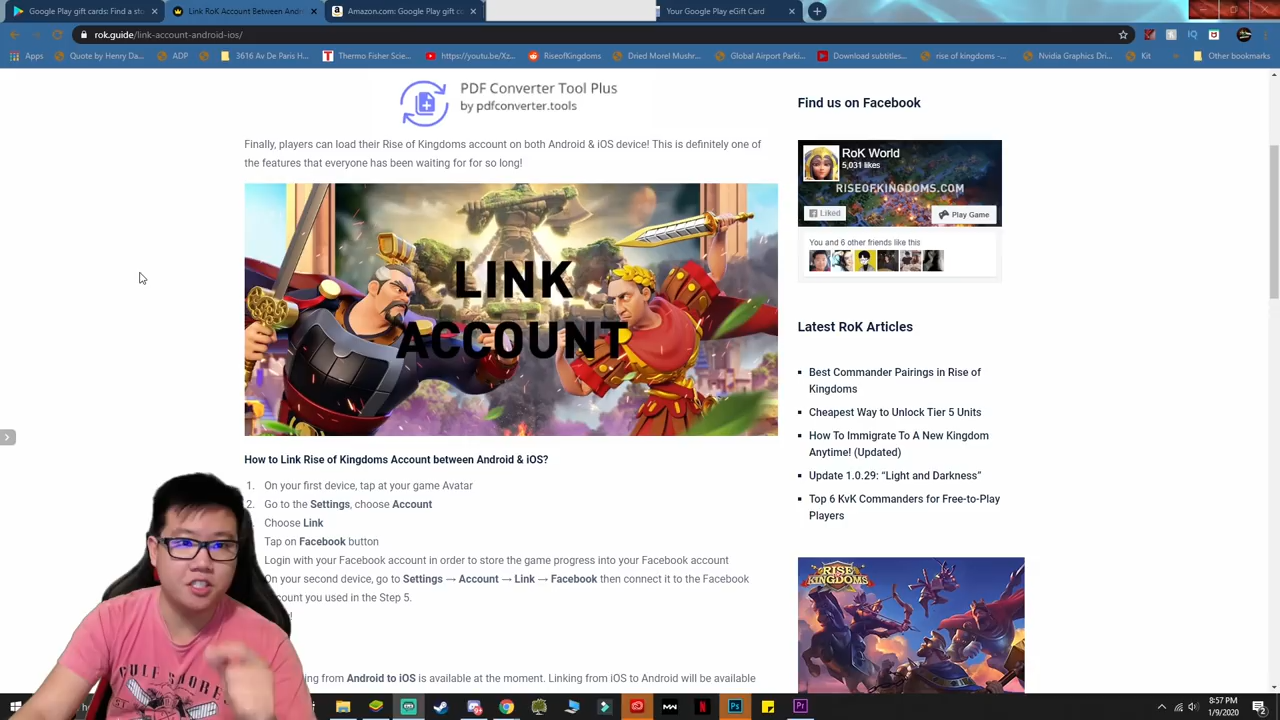 Google play gift cards: Find a sto
Link RoK Account Between Andr
Amazon.com: Google Play gift c
Your Google Play eGift Card
rok.guide/link-account-android-ios/
Apps
Quote by Henry Da...
ADP
3616 Av De Paris H...
Thermo Fisher Scie...
https://youtu.be/Xz...
RiseofKingdoms
Dried Morel Mushr...
Global Airport Parki...
Download subtitles...
rise of kingdoms -...
Nvidia Graphics Dri...
Kit
Other bookmarks
PDF Converter Tool Plus
by pdfconverter.tools
Finally, players can load their Rise of Kingdoms account on both Android & iOS device! This is definitely one of
the features that everyone has been waiting for for so long!
LINK
ACCOUNT
How to Link Rise of Kingdoms Account between Android & iOS?
1. On your first device, tap at your game Avatar
2. Go to the Settings, choose Account
Choose Link
Tap on Facebook button
Login with your Facebook account in order to store the game progress into your Facebook account
On your second device, go to Settings → Account → Link → Facebook then connect it to the Facebook
count you used in the Step 5.
ing from Android to iOS is available at the moment. Linking from iOS to Android will be available
GULF SHORE
Find us on Facebook
RoK World
5,031 likes
RISEOFKINGDOMS.COM
Liked
Play Game
You and 6 other friends like this
Latest RoK Articles
Best Commander Pairings in Rise of
Kingdoms
Cheapest Way to Unlock Tier 5 Units
How To Immigrate To A New Kingdom
Anytime! (Updated)
Update 1.0.29: “Light and Darkness”
Top 6 KvK Commanders for Free-to-Play
Players
RISE OF
KINGDOMS
8:57 PM
1/9/2020